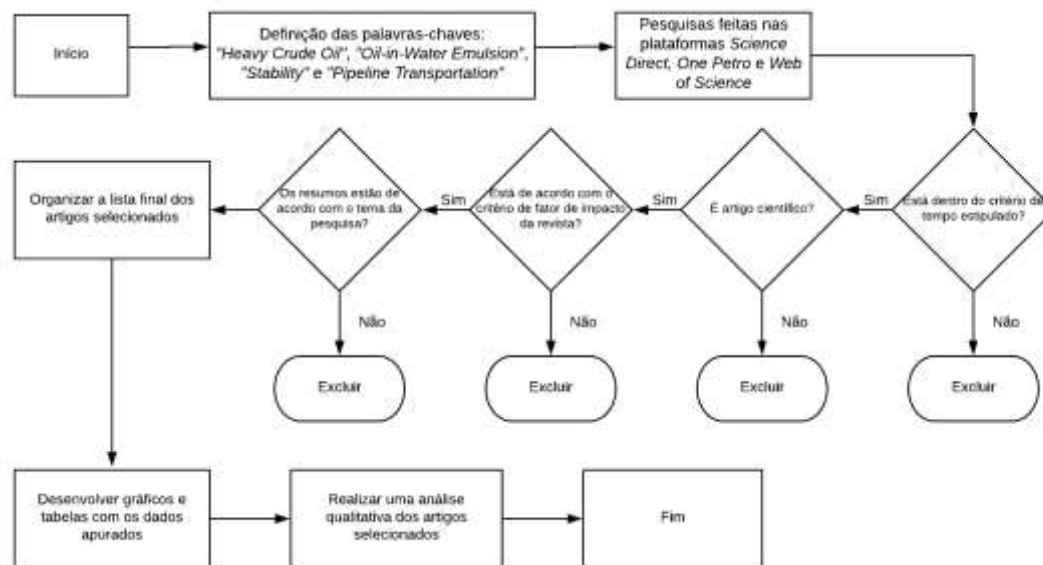 Início
Definição das palavras-chaves:
"Heavy Crude Oil", "Oil-in-Water Emulsion",
"Stability" e "Pipeline Transportation"
Pesquisas feitas nas
plataformas Science
Direct, One Petro e Web
of Science
Está dentro do critério de
tempo estipulado?
Sim
Não
Excluir
É artigo científico?
Sim
Não
Excluir
Está de acordo com o
critério de fator de impacto
da revista?
Sim
Não
Excluir
Os resumos estão de
acordo com o tema da
pesquisa?
Não
Excluir
Organizar a lista final dos
artigos selecionados
Desenvolver gráficos e
tabelas com os dados
apurados
Realizar uma análise
qualitativa dos artigos
selecionados
Fim